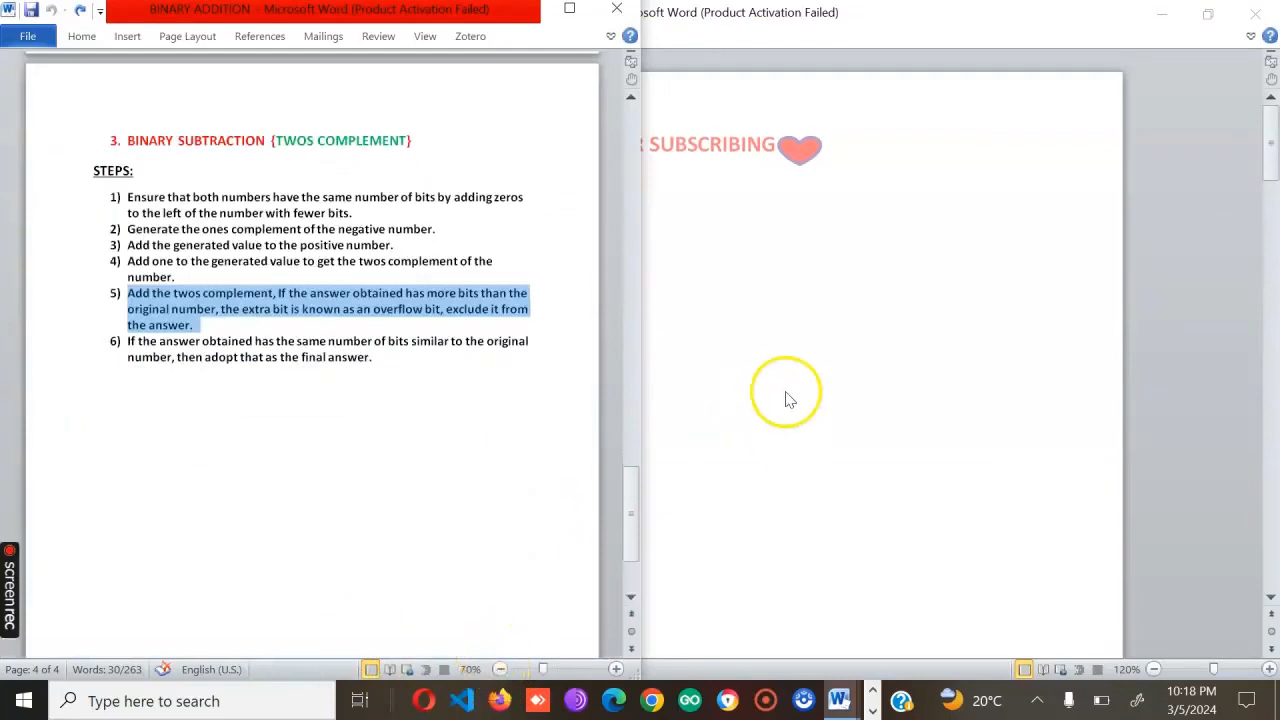 BINARY ADDITION - Microsoft Word (Product Activation Failed)
osoft Word (Product Activation Failed)
File Home Insert Page Layout References Mailings Review View Zotero
R SUBSCRIBING
3. BINARY SUBTRACTION {TWOS COMPLEMENT}
STEPS:
1) Ensure that both numbers have the same number of bits by adding zeros
to the left of the number with fewer bits.
2) Generate the ones complement of the negative number.
3) Add the generated value to the positive number.
4) Add one to the generated value to get the twos complement of the
number.
5) Add the twos complement, If the answer obtained has more bits than the
original number, the extra bit is known as an overflow bit, exclude it from
the answer.
6) If the answer obtained has the same number of bits similar to the original
number, then adopt that as the final answer.
screen rec
Page: 4 of 4 Words: 30/263 English (U.S.) 70%
120%
Type here to search
GO
20°C
10:18 PM
3/5/2024